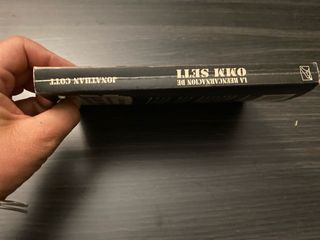 JONATHAN COTT
LA REENCARNACION DE
OMM SETI